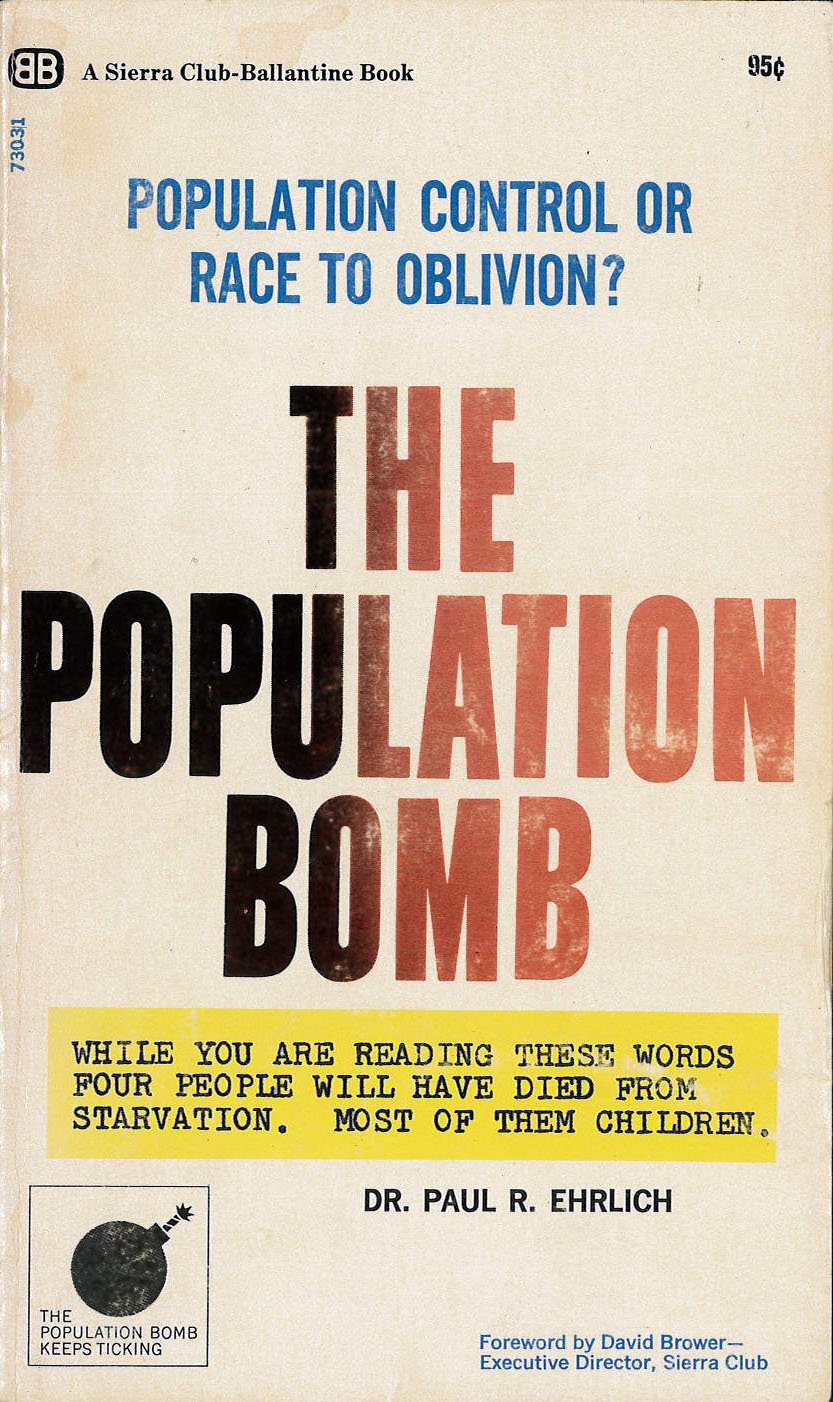 BB
A Sierra Club-Ballantine Book
95¢
73031
POPULATION CONTROL OR
RACE TO OBLIVION?
THE
POPULATION
BOMB
WHILE YOU ARE READING THESE WORDS
FOUR PEOPLE WILL HAVE DIED FROM
STARVATION. MOST OF THEM CHILDREN.
DR. PAUL R. EHRLICH
THE
POPULATION BOMB
KEEPS TICKING
Foreword by David Brower—
Executive Director, Sierra Club